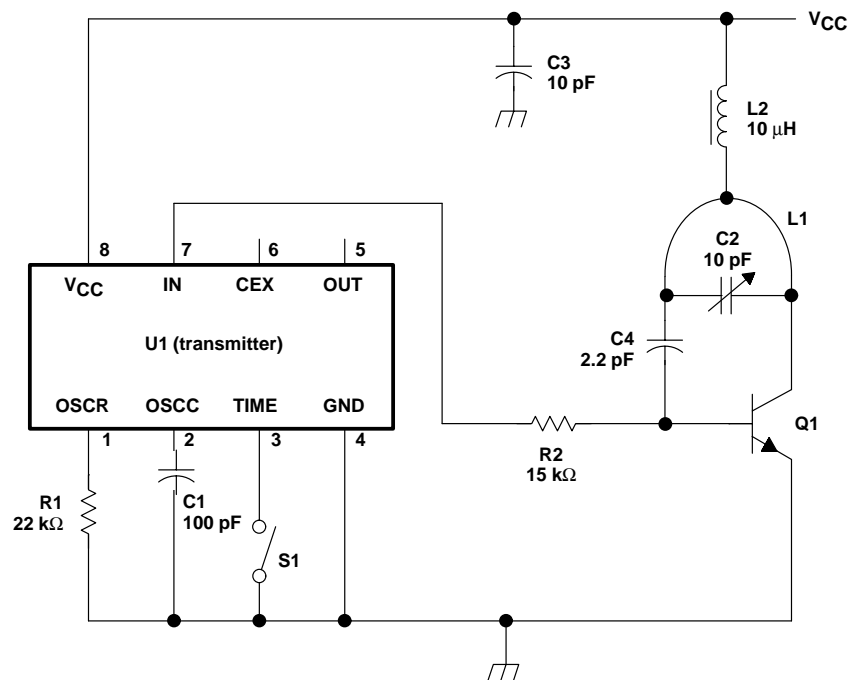 VCC
C3
10 pF
L2
10 μH
L1
C2
10 pF
8 7 6 5
VCC IN CEX OUT
U1 (transmitter)
C4
2.2 pF
OSCR OSCC TIME GND
1 2 3 4
Q1
R2
15 kΩ
R1
22 kΩ
C1
100 pF
S1